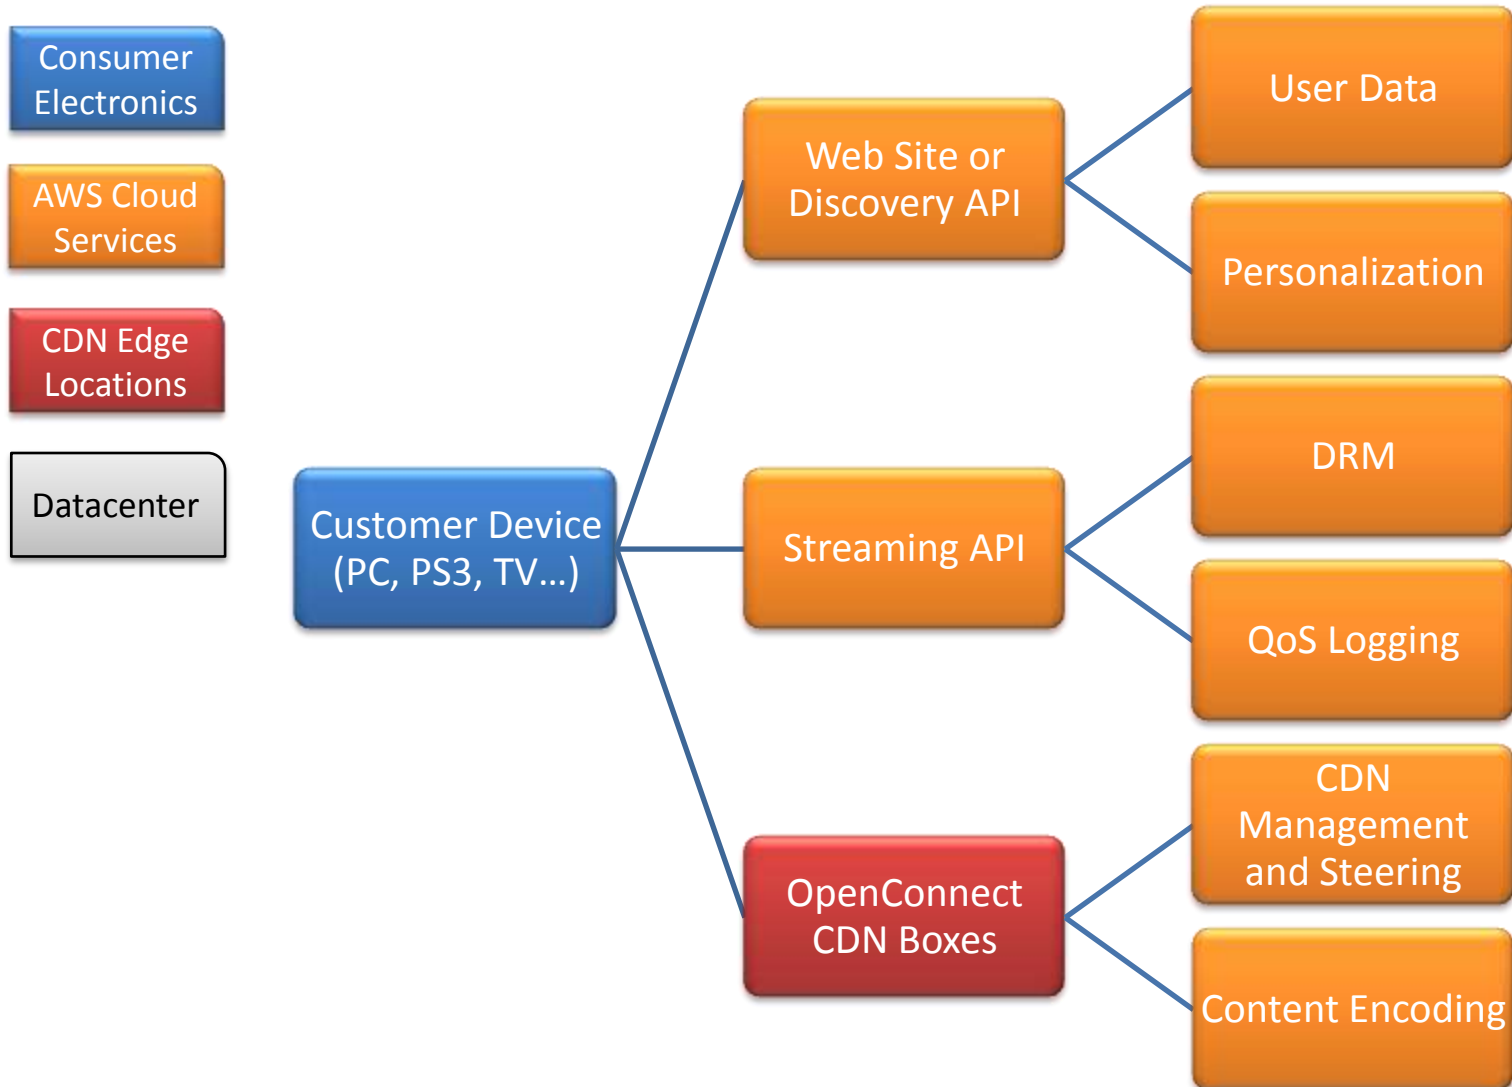 Consumer
Electronics
AWS Cloud
Services
CDN Edge
Locations
Datacenter
Customer Device
(PC, PS3, TV…)
Web Site or
Discovery API
User Data
Personalization
Streaming API
DRM
QoS Logging
OpenConnect
CDN Boxes
CDN
Management
and Steering
Content Encoding